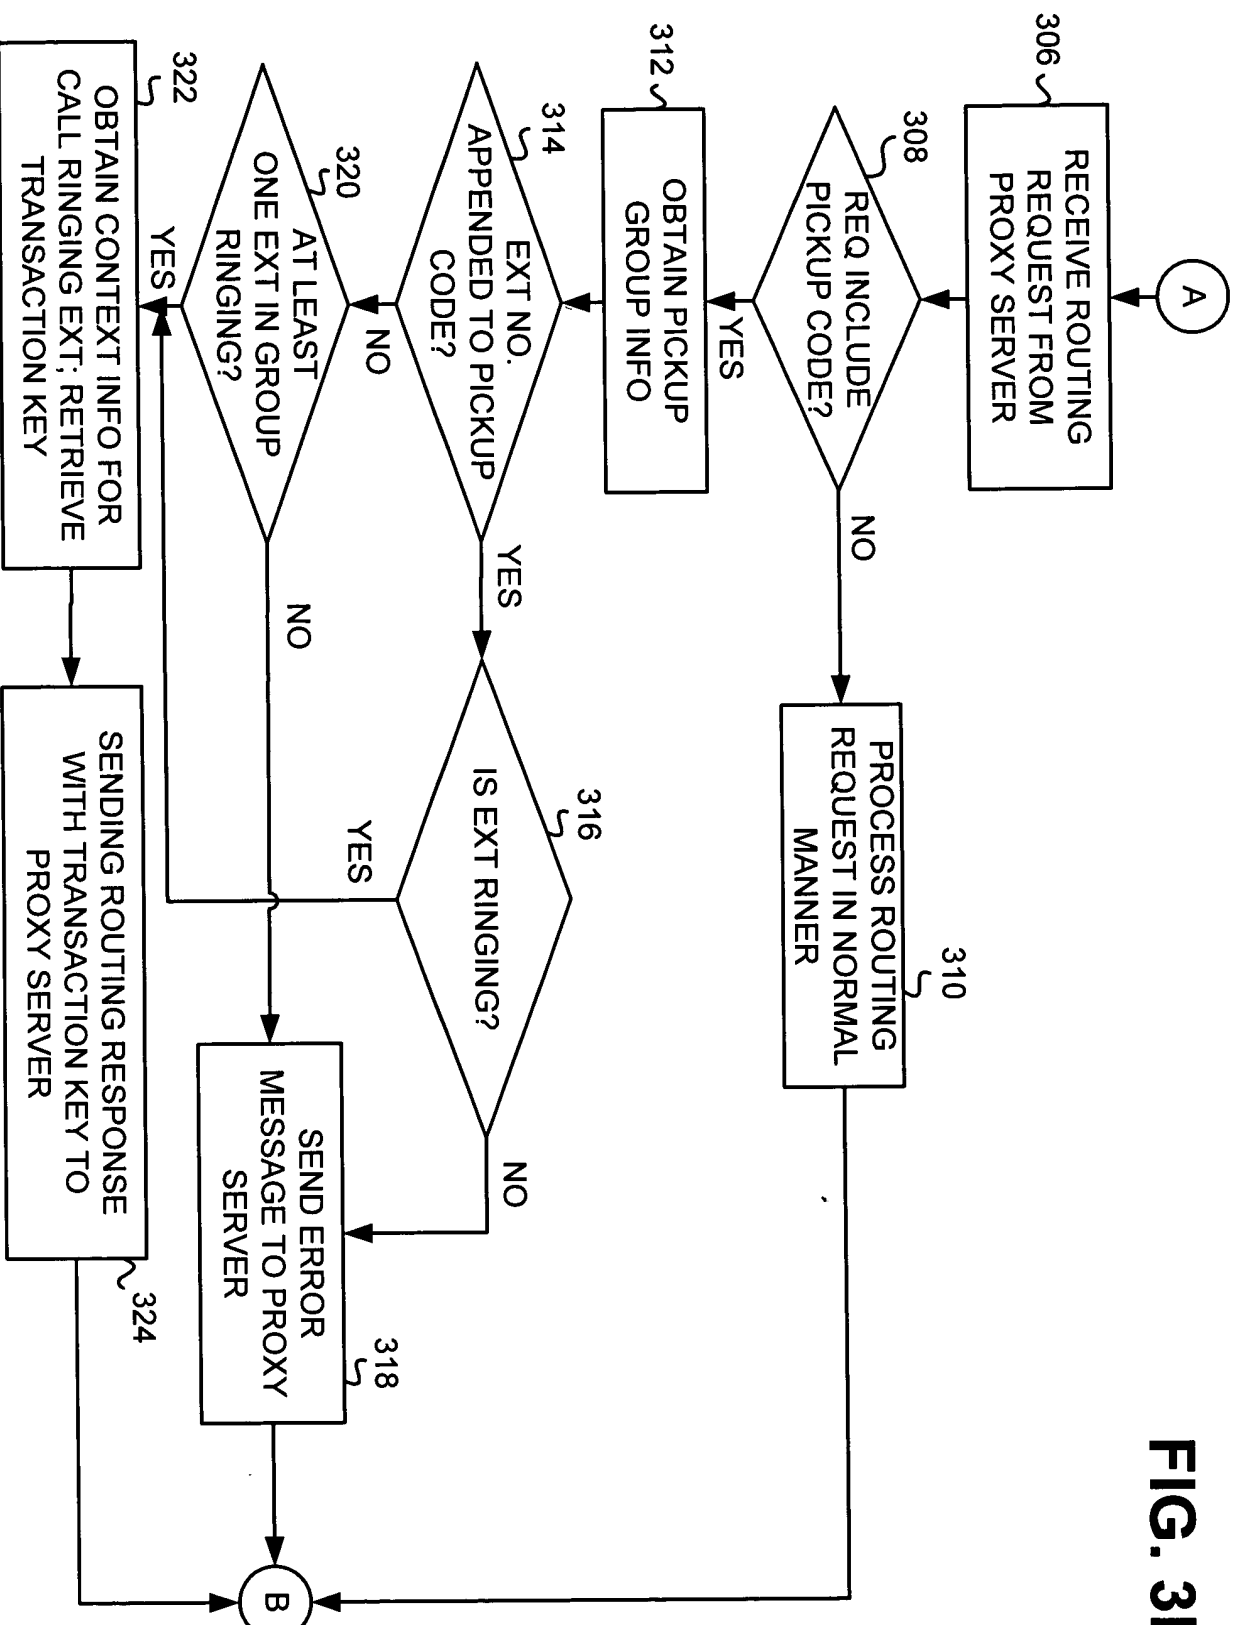 FIG. 3
A
306
RECEIVE ROUTING
REQUEST FROM
PROXY SERVER
308
REQ INCLUDE
PICKUP CODE?
NO
YES
310
PROCESS ROUTING
REQUEST IN NORMAL
MANNER
312
OBTAIN PICKUP
GROUP INFO
314
EXT NO.
APPENDED TO PICKUP
CODE?
YES
NO
316
IS EXT RINGING?
NO
YES
318
SEND ERROR
MESSAGE TO PROXY
SERVER
320
AT LEAST
ONE EXT IN GROUP
RINGING?
NO
YES
322
OBTAIN CONTEXT INFO FOR
CALL RINGING EXT; RETRIEVE
TRANSACTION KEY
SENDING ROUTING RESPONSE
WITH TRANSACTION KEY TO
PROXY SERVER
324
B